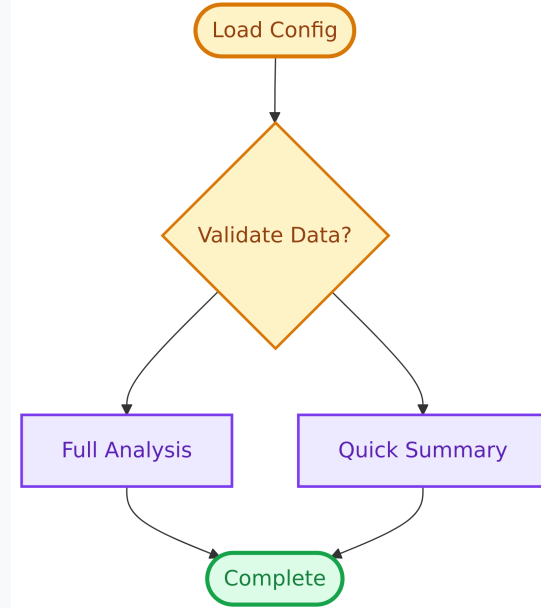 Load Config
Validate Data?
Full Analysis
Quick Summary
Complete